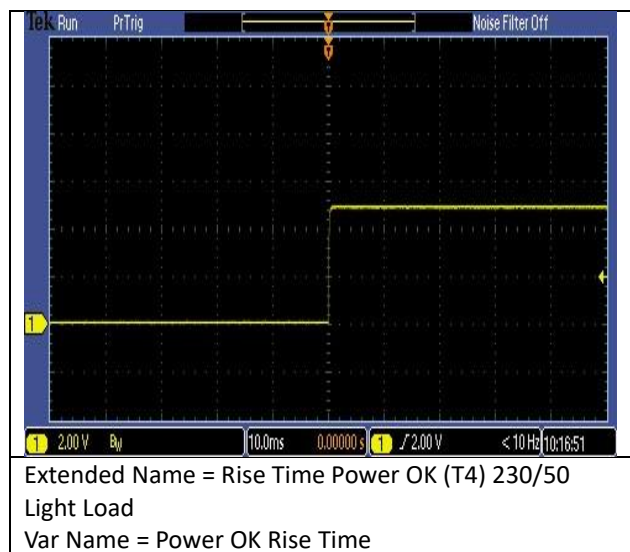 Tek Run PrTrig Noise Filter Off
1
1 2.00 V BW 10.0ms 0.00000 s 1 2.00 V < 10 Hz 10:16:51
Extended Name = Rise Time Power OK (T4) 230/50
Light Load
Var Name = Power OK Rise Time